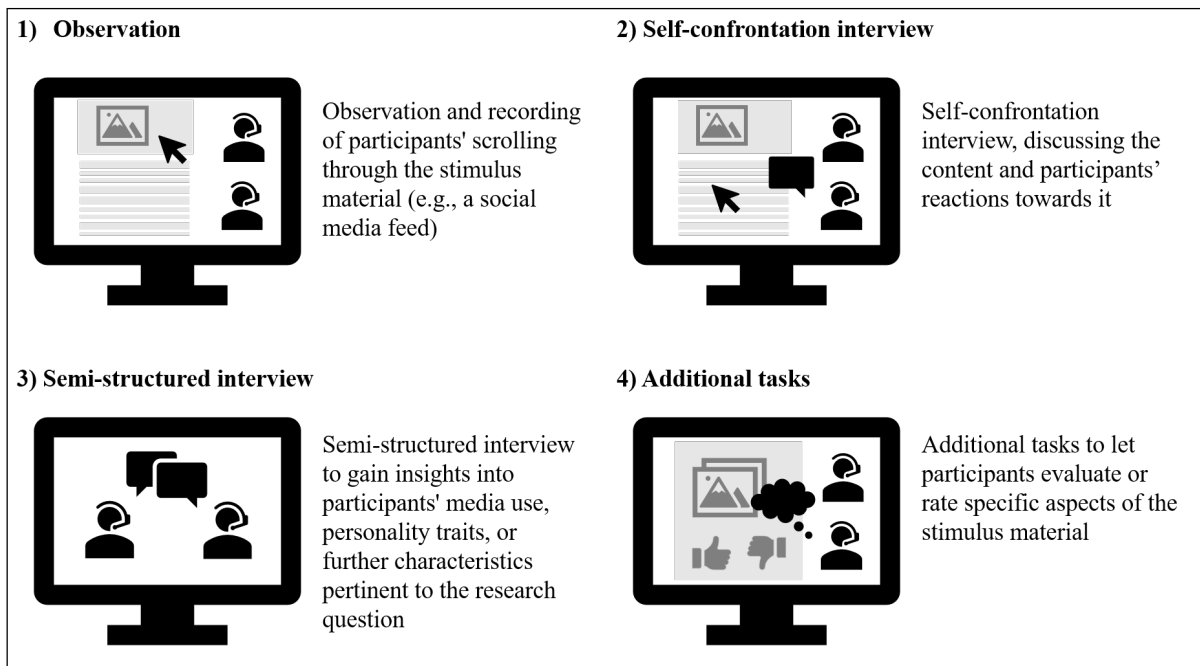 1) Observation
Observation and recording
of participants' scrolling
through the stimulus
material (e.g., a social
media feed)
2) Self-confrontation interview
Self-confrontation
interview, discussing the
content and participants’
reactions towards it
3) Semi-structured interview
Semi-structured interview
to gain insights into
participants' media use,
personality traits, or
further characteristics
pertinent to the research
question
4) Additional tasks
Additional tasks to let
participants evaluate or
rate specific aspects of the
stimulus material